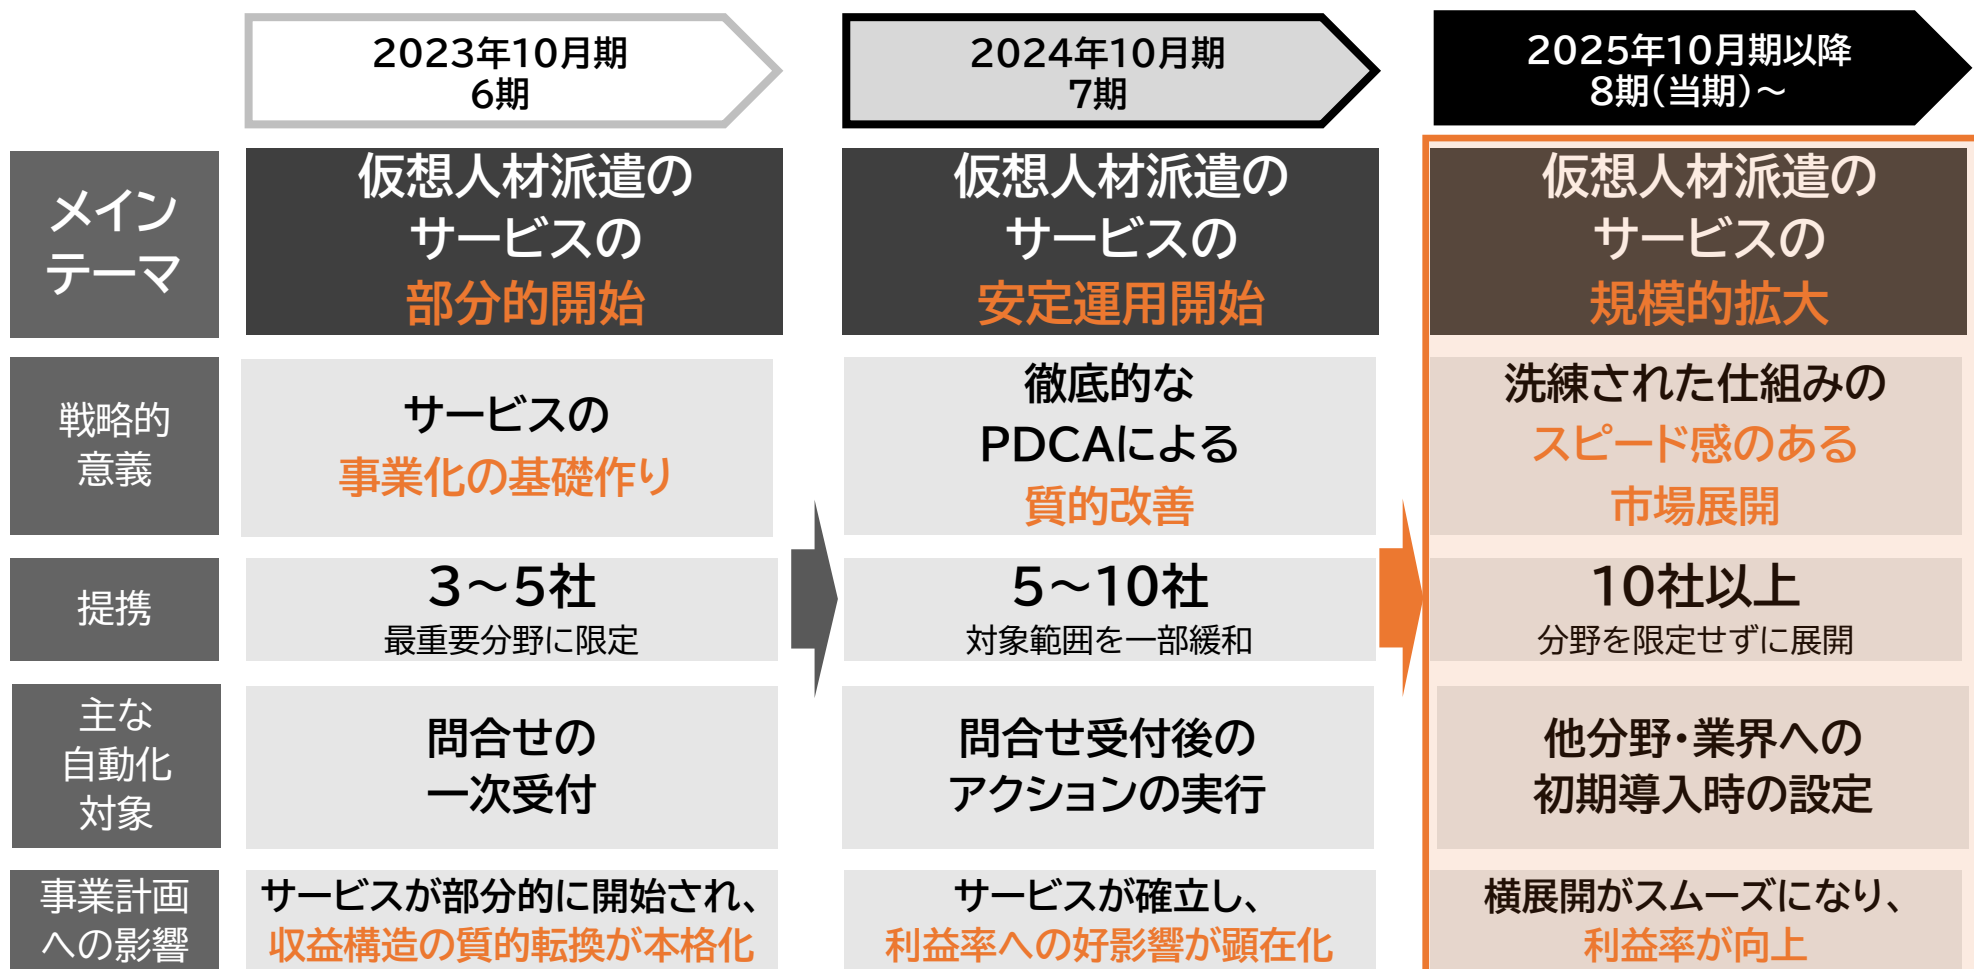 2023年10月期
6期
2024年10月期
7期
2025年10月期以降
8期(当期)～
メイン
テーマ
仮想人材派遣の
サービスの
部分的開始
仮想人材派遣の
サービスの
安定運用開始
仮想人材派遣の
サービスの
規模的拡大
戦略的
意義
サービスの
事業化の基礎作り
徹底的な
PDCAによる
質的改善
洗練された仕組みの
スピード感のある
市場展開
提携
3～5社
最重要分野に限定
5～10社
対象範囲を一部緩和
10社以上
分野を限定せずに展開
主な
自動化
対象
問合せの
一次受付
問合せ受付後の
アクションの実行
他分野・業界への
初期導入時の設定
事業計画
への影響
サービスが部分的に開始され、
収益構造の質的転換が本格化
サービスが確立し、
利益率への好影響が顕在化
横展開がスムーズになり、
利益率が向上